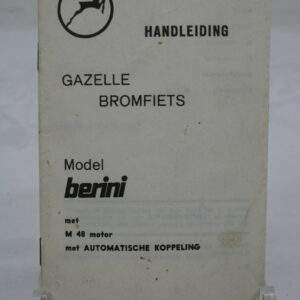 HANDLEIDING
GAZELLE
BROMFIETS
Model
berini
met
M 48 motor
met AUTOMATISCHE KOPPELING